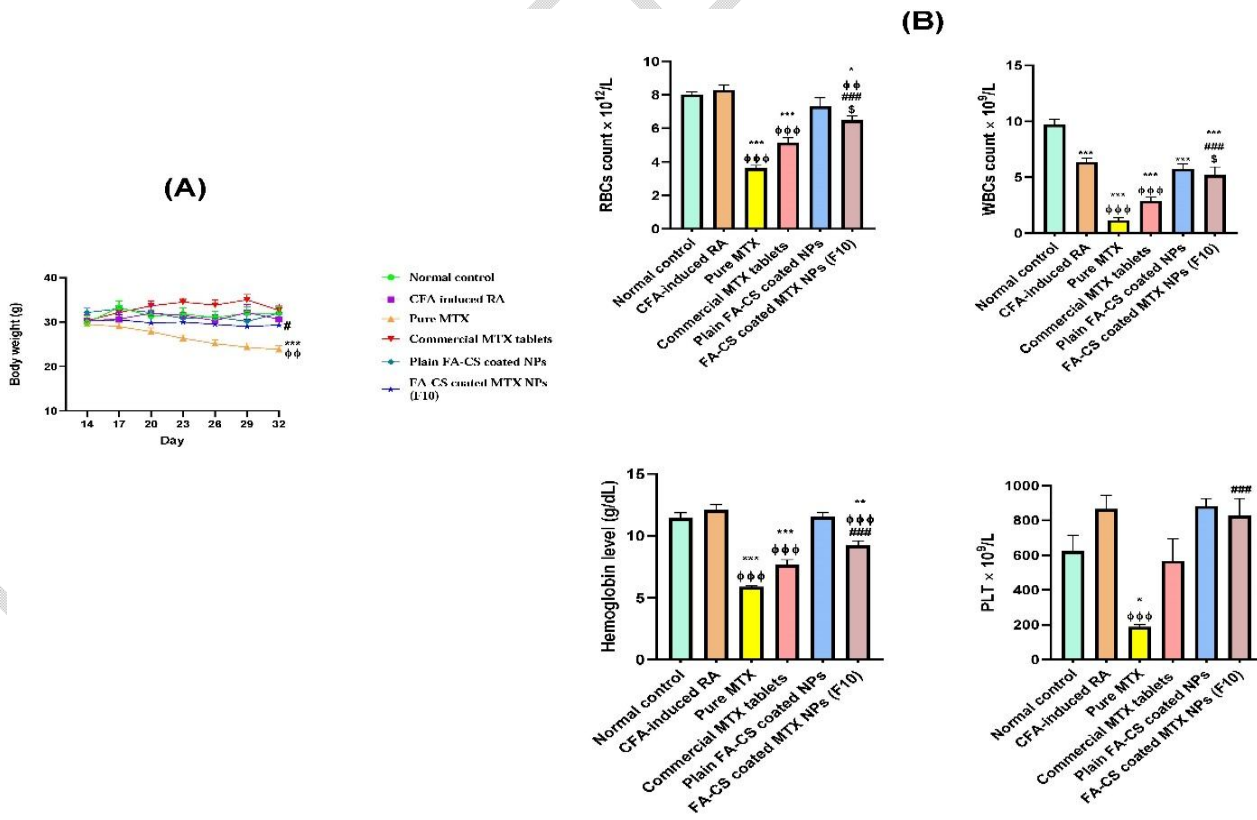 (A)
Body weight (g)
40
30
20
10
14 17 20 23 26 29 32
Day
#
***
ϕϕ
Normal control
CFA induced RA
Pure MTX
Commercial MTX tablets
Plain FA-CS coated NPs
FA-CS coated MTX NPs
(F10)
(B)
RBCs count × 10¹²/L
10
8
6
4
2
0
***
ϕϕϕ
***
ϕϕϕ
*
ϕϕ
###
$
Normal control
CFA-induced RA
Pure MTX
Commercial MTX tablets
Plain FA-CS coated NPs
FA-CS coated MTX NPs (F10)
WBCs count × 10⁹/L
15
10
5
0
***
***
ϕϕϕ
***
ϕϕϕ
***
***
###
$
Normal control
CFA-induced RA
Pure MTX
Commercial MTX tablets
Plain FA-CS coated NPs
FA-CS coated MTX NPs (F10)
Hemoglobin level (g/dL)
15
10
5
0
***
ϕϕϕ
***
ϕϕϕ
**
ϕϕϕ
###
Normal control
CFA-induced RA
Pure MTX
Commercial MTX tablets
Plain FA-CS coated NPs
FA-CS coated MTX NPs (F10)
PLT × 10⁹/L
1000
800
600
400
200
0
*
ϕϕϕ
###
Normal control
CFA-induced RA
Pure MTX
Commercial MTX tablets
Plain FA-CS coated NPs
FA-CS coated MTX NPs (F10)